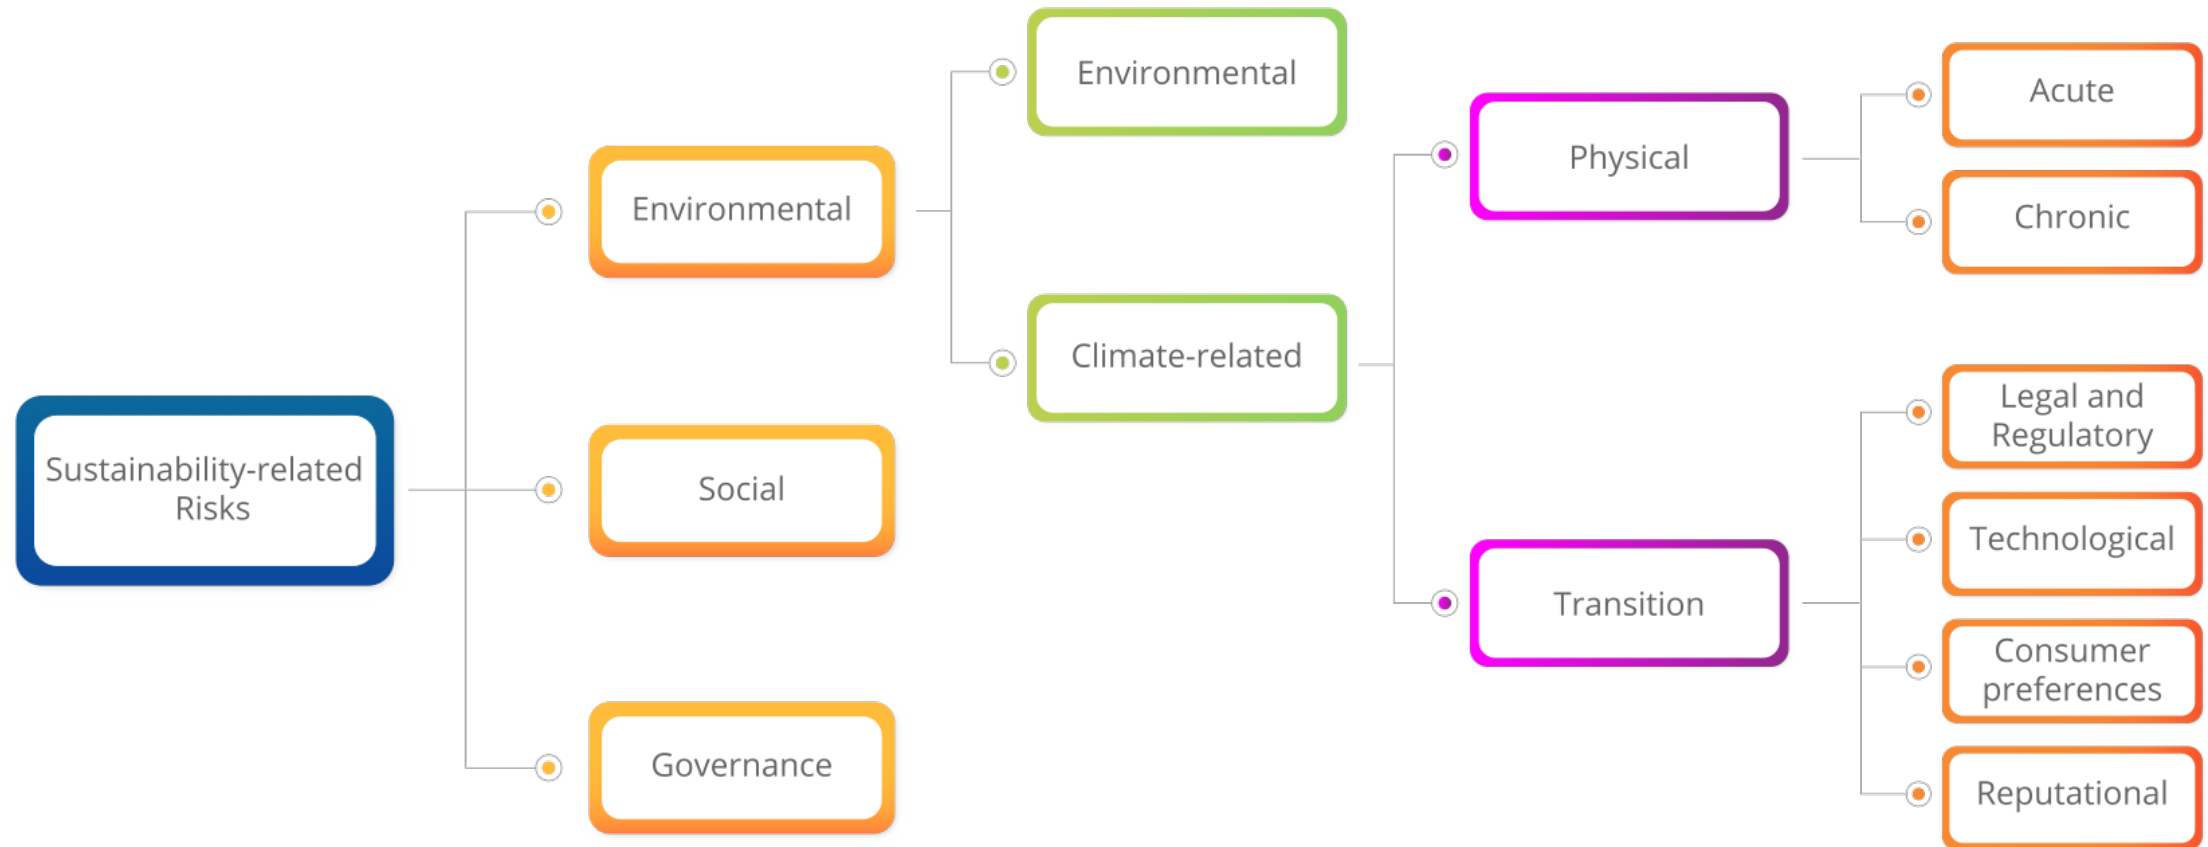 Sustainability-related
Risks
Environmental
Social
Governance
Environmental
Climate-related
Physical
Transition
Acute
Chronic
Legal and
Regulatory
Technological
Consumer
preferences
Reputational